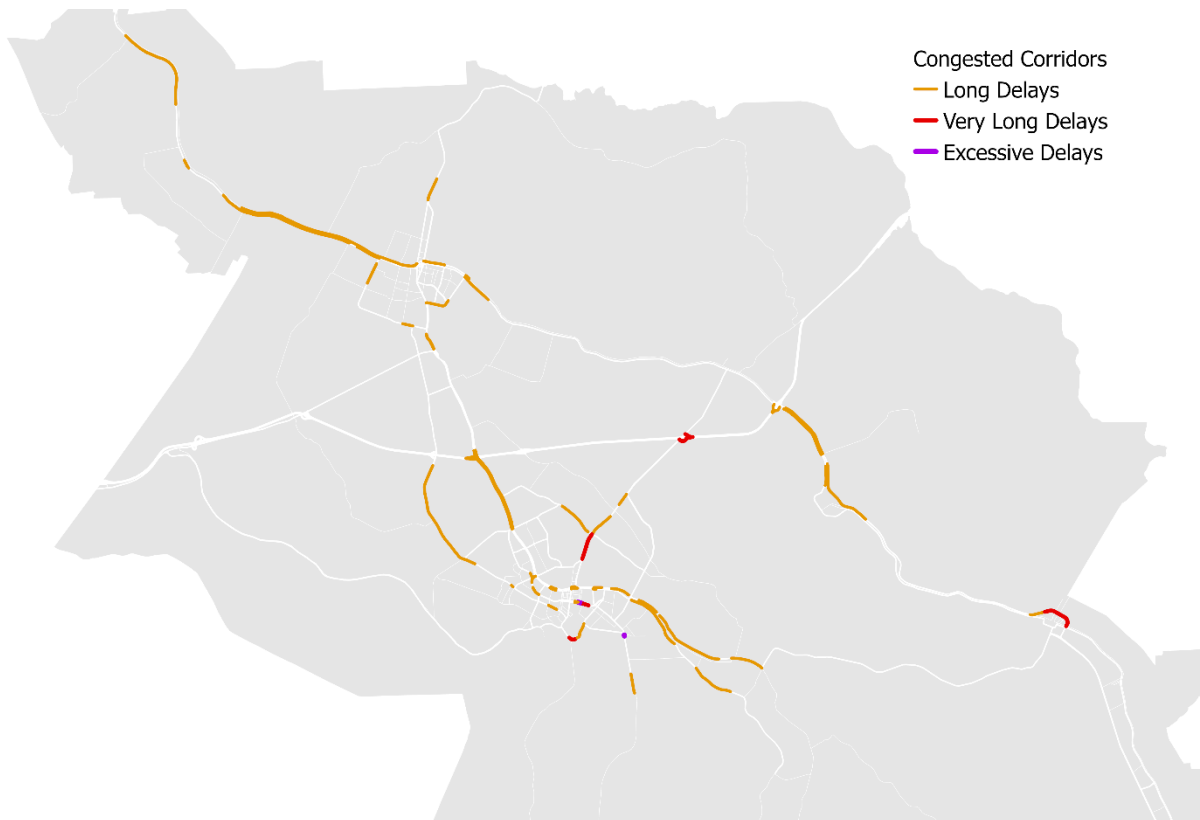 Congested Corridors
Long Delays
Very Long Delays
Excessive Delays